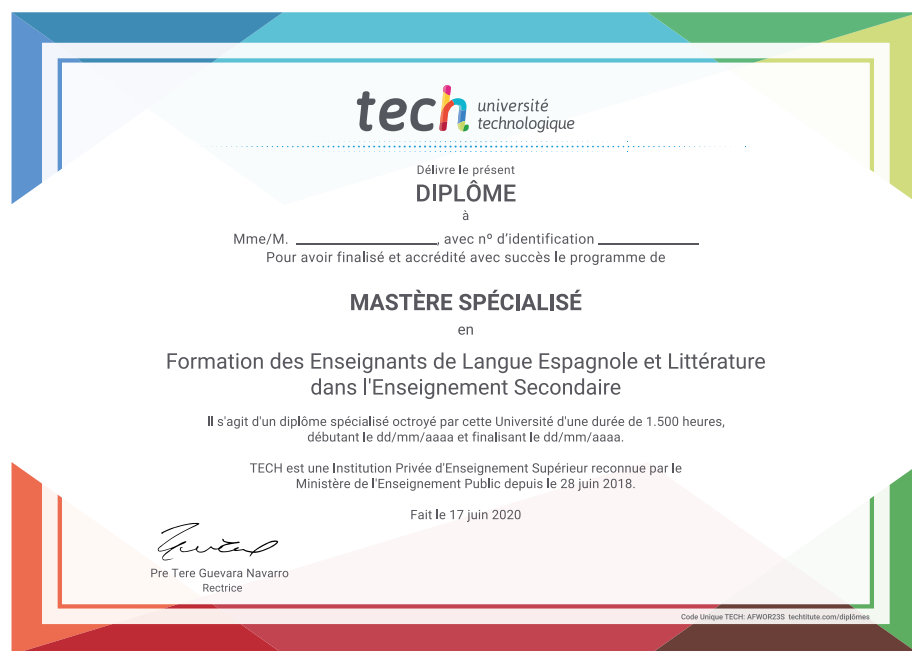 tech université
technologique
Délivre le présent
DIPLÔME
à
Mme/M. ____________________, avec nº d'identification ______________
Pour avoir finalisé et accrédité avec succès le programme de
MASTÈRE SPÉCIALISÉ
en
Formation des Enseignants de Langue Espagnole et Littérature
dans l'Enseignement Secondaire
Il s'agit d'un diplôme spécialisé octroyé par cette Université d'une durée de 1.500 heures,
débutant le dd/mm/aaaa et finalisant le dd/mm/aaaa.
TECH est une Institution Privée d'Enseignement Supérieur reconnue par le
Ministère de l'Enseignement Public depuis le 28 juin 2018.
Fait le 17 juin 2020
Pre Tere Guevara Navarro
Rectrice
Code Unique TECH: AFWOR23S techtitute.com/diplômes